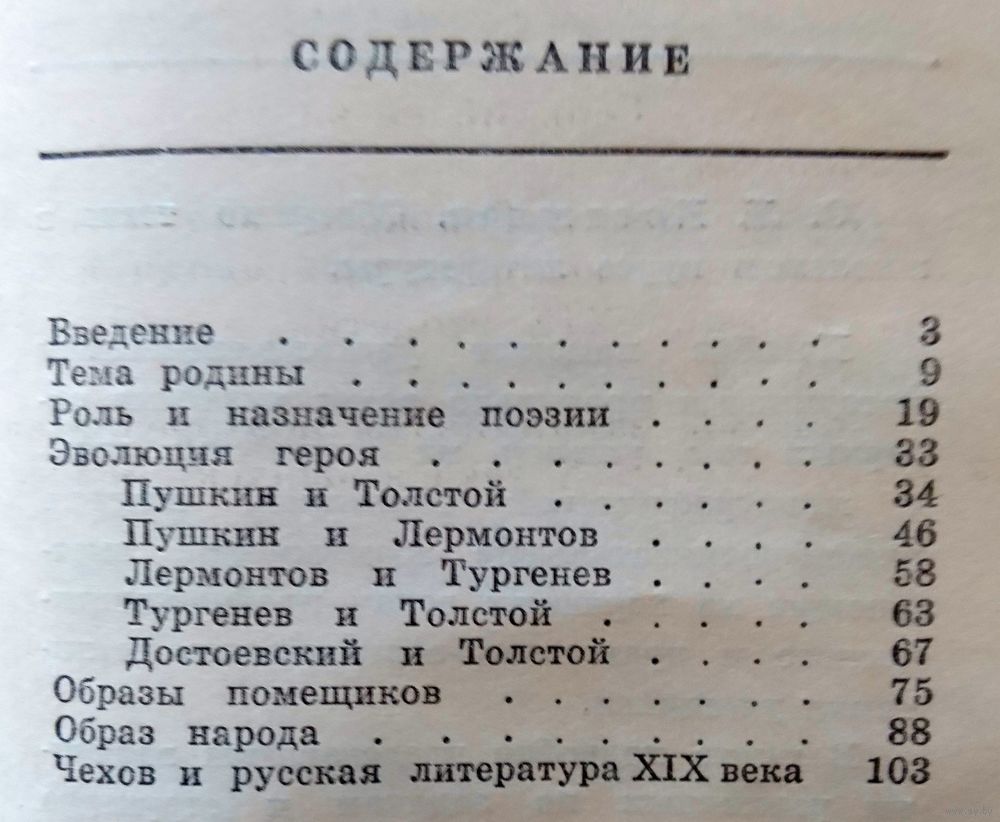 СОДЕРЖАНИЕ
Введение . . . . . . . . . 3
Тема родины . . . . . . . . 9
Роль и назначение поэзии . . . . 19
Эволюция героя . . . . . . . 33
Пушкин и Толстой . . . . . . 34
Пушкин и Лермонтов . . . . 46
Лермонтов и Тургенев . . . . 58
Тургенев и Толстой . . . . . 63
Достоевский и Толстой . . . . 67
Образы помещиков . . . . . . . 75
Образ народа . . . . . . . . 88
Чехов и русская литература XIX века 103